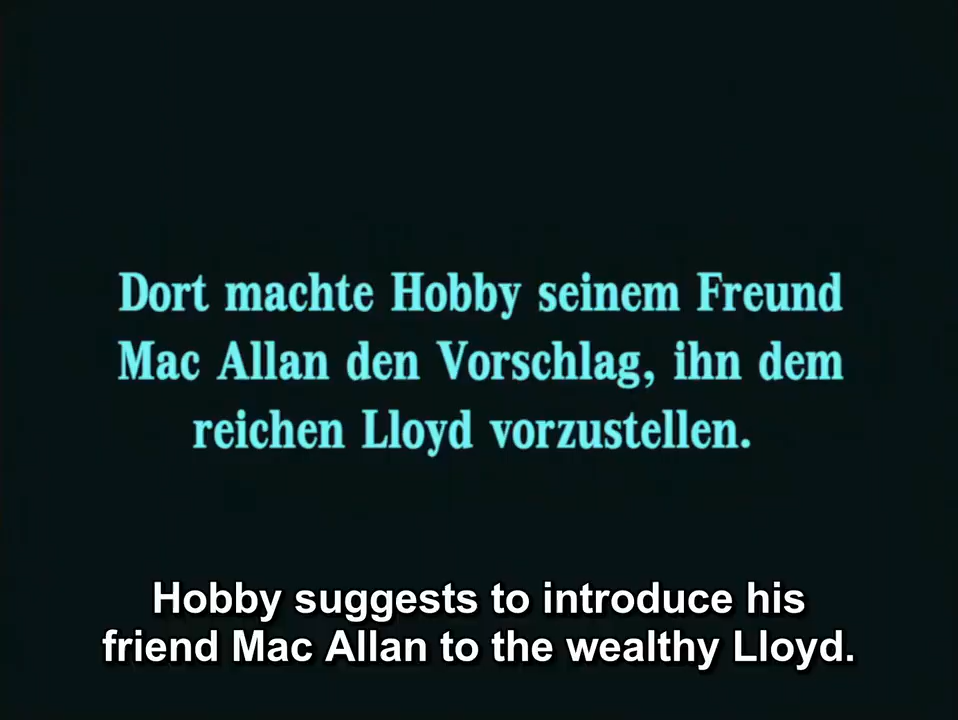 Dort machte Hobby seinem Freund
Mac Allan den Vorschlag, ihn dem
reichen Lloyd vorzustellen.
Hobby suggests to introduce his
friend Mac Allan to the wealthy Lloyd.